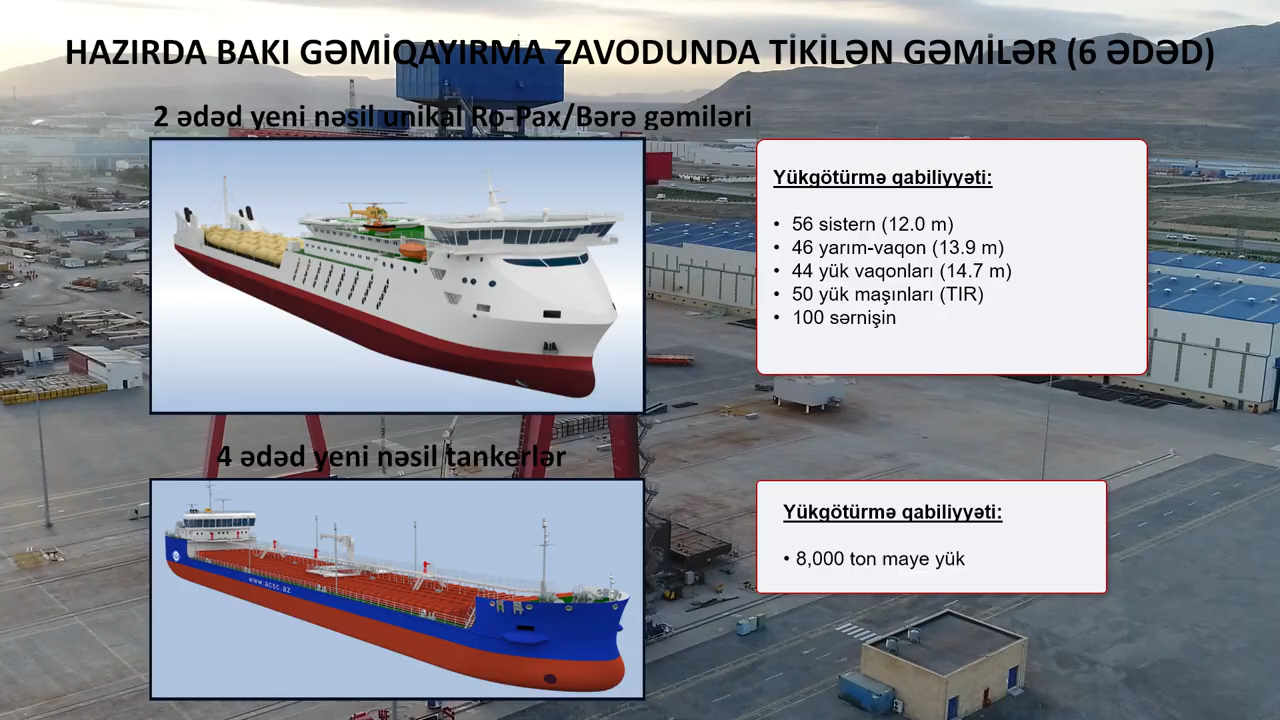 HAZIRDA BAKI GƏMİQAYIRMA ZAVODUNDA TİKİLƏN GƏMİLƏR (6 ƏDƏD)
2 ədəd yeni nəsil unikal Ro-Pax/Bərə gəmiləri
Yükgötürmə qabiliyyəti:
• 56 sistern (12.0 m)
• 46 yarım-vaqon (13.9 m)
• 44 yük vaqonları (14.7 m)
• 50 yük maşınları (TIR)
• 100 sərnişin
4 ədəd yeni nəsil tankerlər
Yükgötürmə qabiliyyəti:
• 8,000 ton maye yük
www.acsc.az